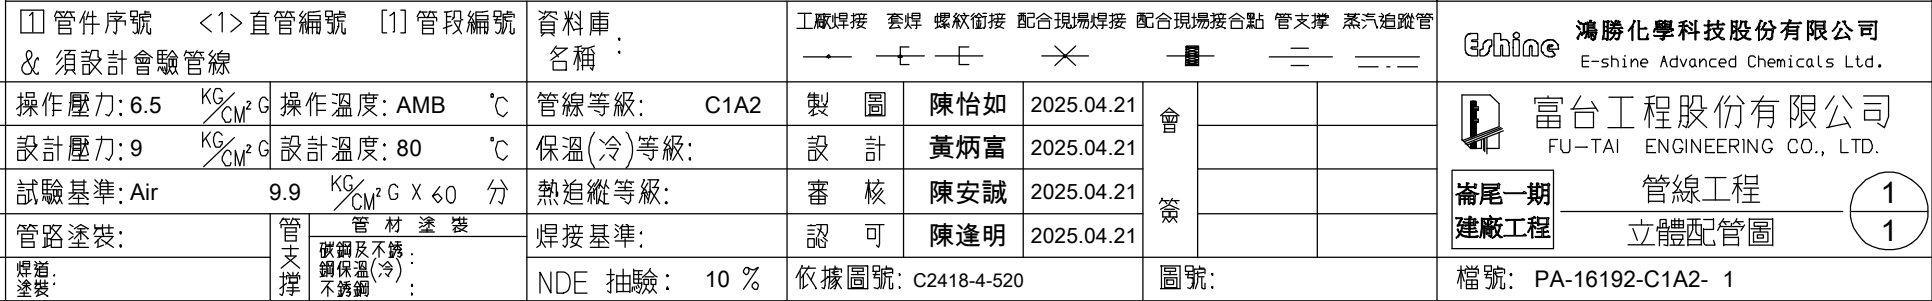 1 管件序號 <1>直管編號 [1]管段編號
& 須設計會驗管線
資料庫
名稱 :
工廠焊接 套焊 螺紋銜接 配合現場焊接 配合現場接合點 管支撐 蒸汽追蹤管
Eshine
鴻勝化學科技股份有限公司
E-shine Advanced Chemicals Ltd.
操作壓力: 6.5 KG/CM² G 操作溫度: AMB °C 管線等級: C1A2 製 圖 陳怡如 2025.04.21
設計壓力: 9 KG/CM² G 設計溫度: 80 °C 保溫(冷)等級: 設 計 黃炳富 2025.04.21
試驗基準: Air 9.9 KG/CM² G X 60 分 熱追縱等級: 審 核 陳安誠 2025.04.21
管路塗裝: 管支撐 管 材 塗 裝 焊接基準: 認 可 陳逢明 2025.04.21
碳鋼及不銹 :
鋼保溫(冷)
不銹鋼 :
焊道:
塗裝
NDE 抽驗: 10 % 依據圖號: C2418-4-520 圖號:
會
簽
富台工程股份有限公司
FU-TAI ENGINEERING CO., LTD.
崙尾一期
建廠工程
管線工程
立體配管圖
1
1
檔號: PA-16192-C1A2- 1